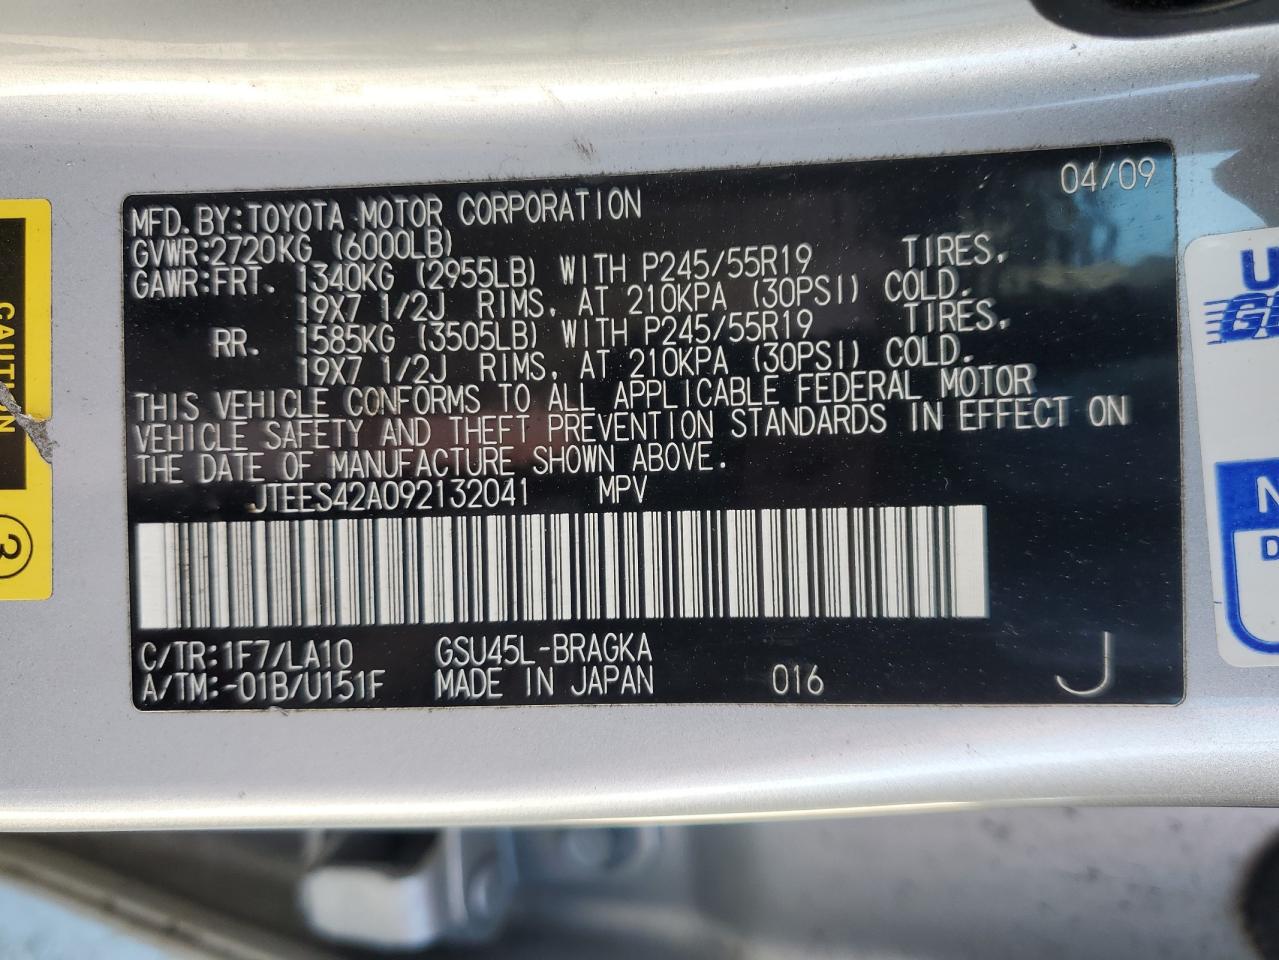 04/09
MFD.BY:TOYOTA MOTOR CORPORATION
GVWR:2720KG (6000LB)
GAWR:FRT. 1340KG (2955LB) WITH P245/55R19 TIRES,
19X7 1/2J RIMS, AT 210KPA (30PSI) COLD.
RR. 1585KG (3505LB) WITH P245/55R19 TIRES,
19X7 1/2J RIMS, AT 210KPA (30PSI) COLD.
THIS VEHICLE CONFORMS TO ALL APPLICABLE FEDERAL MOTOR
VEHICLE SAFETY AND THEFT PREVENTION STANDARDS IN EFFECT ON
THE DATE OF MANUFACTURE SHOWN ABOVE.
JTEES42A092132041 MPV
C/TR:1F7/LA10 GSU45L-BRAGKA
A/TM:-01B/U151F MADE IN JAPAN 016 J
CAUTION
3